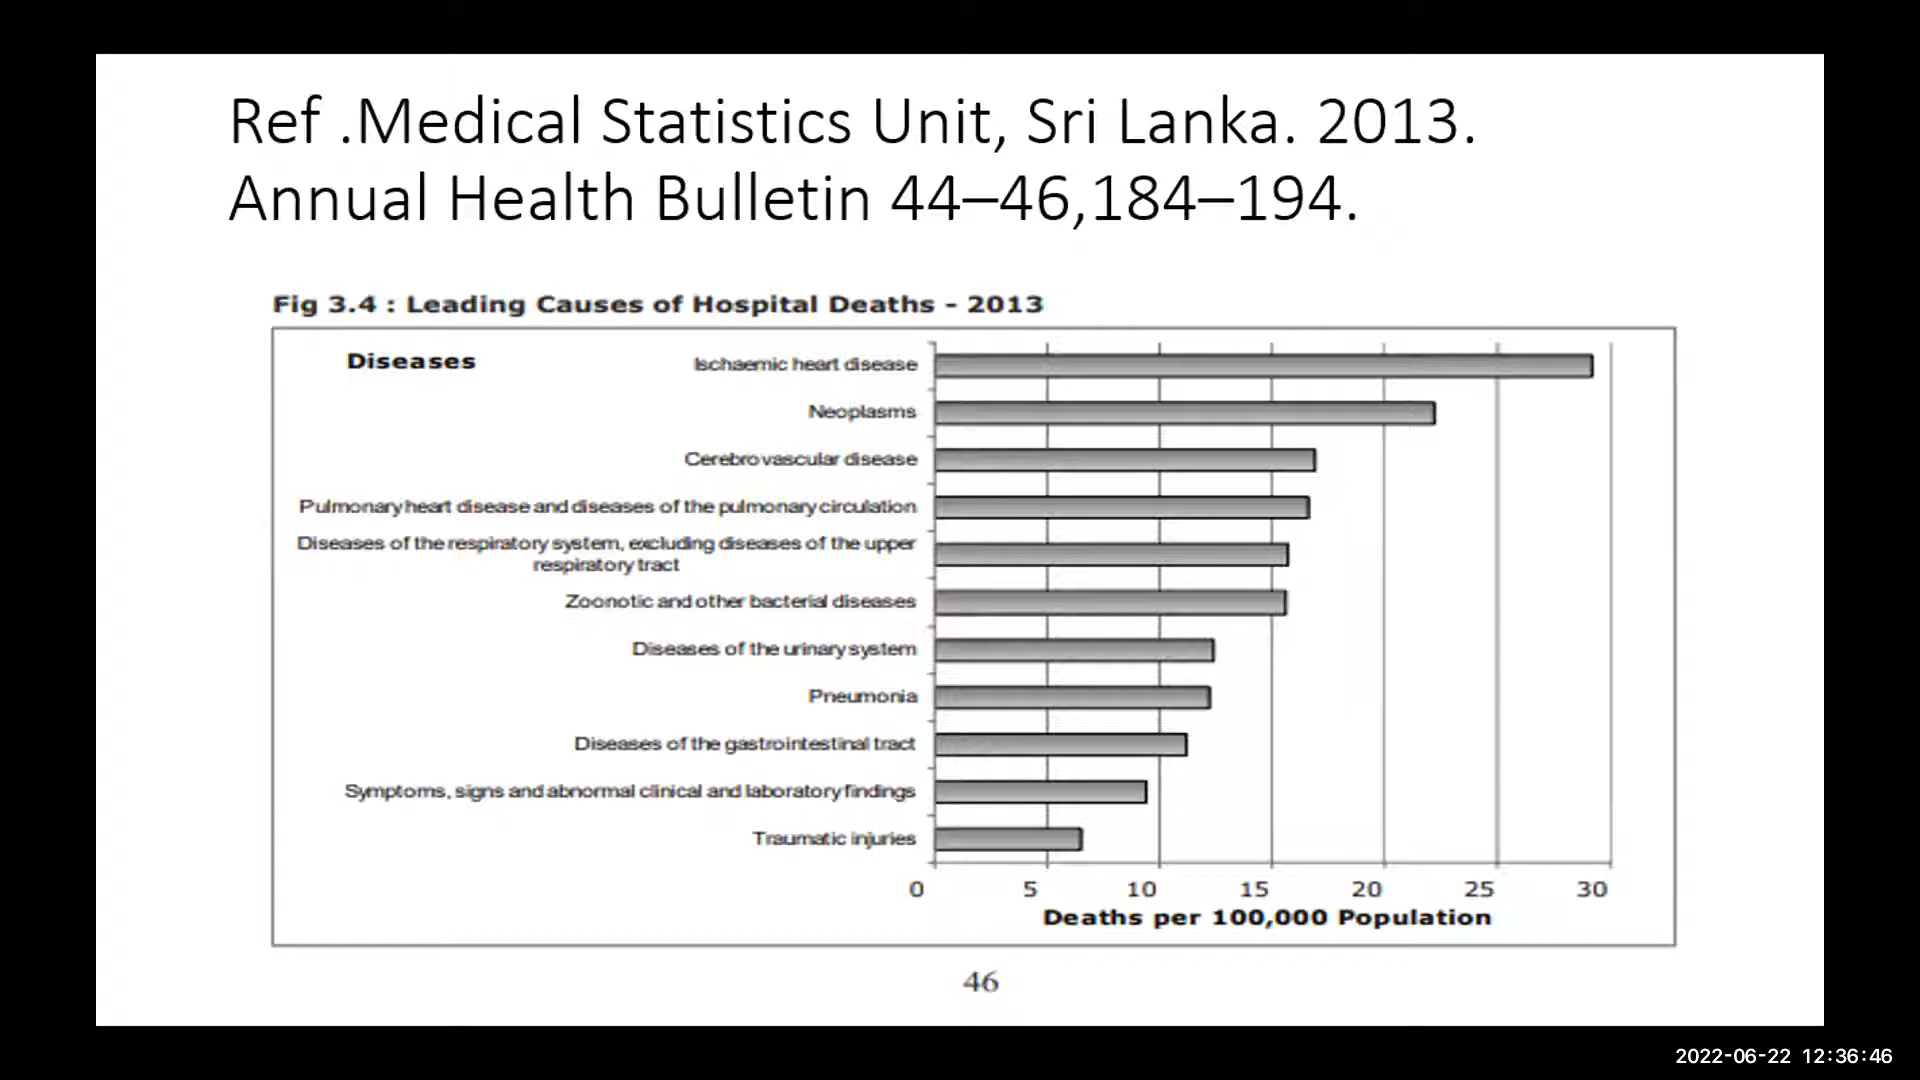 Ref .Medical Statistics Unit, Sri Lanka. 2013.
Annual Health Bulletin 44–46,184–194.
Fig 3.4 : Leading Causes of Hospital Deaths - 2013
Diseases
Ischaemic heart disease
Neoplasms
Cerebrovascular disease
Pulmonary heart disease and diseases of the pulmonary circulation
Diseases of the respiratory system, excluding diseases of the upper
respiratory tract
Zoonotic and other bacterial diseases
Diseases of the urinary system
Pneumonia
Diseases of the gastrointestinal tract
Symptoms, signs and abnormal clinical and laboratory findings
Traumatic injuries
0 5 10 15 20 25 30
Deaths per 100,000 Population
46
2022-06-22 12:36:46